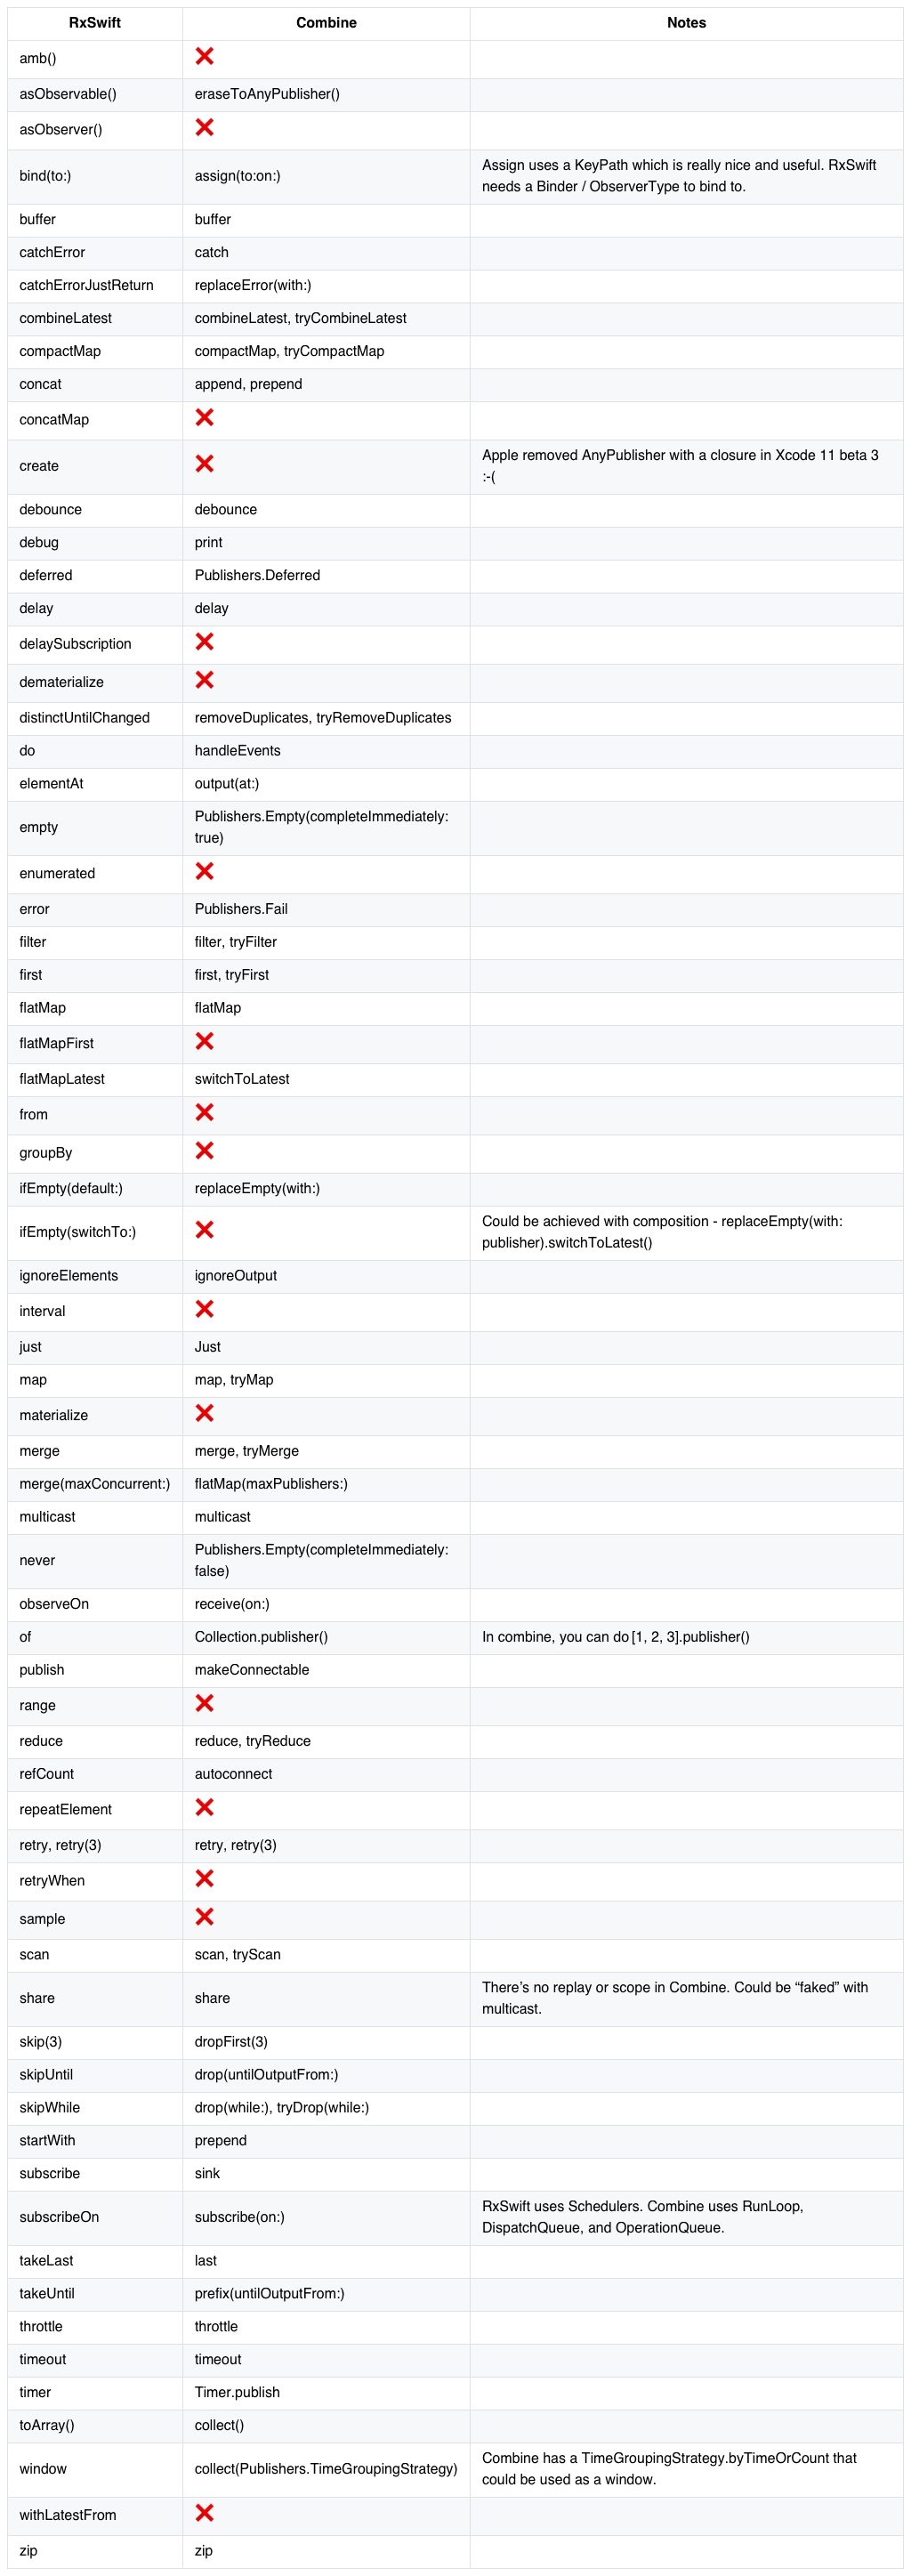 RxSwift Combine Notes
amb() ❌
asObservable() eraseToAnyPublisher()
asObserver() ❌
bind(to:) assign(to:on:) Assign uses a KeyPath which is really nice and useful. RxSwift
needs a Binder / ObserverType to bind to.
buffer buffer
catchError catch
catchErrorJustReturn replaceError(with:)
combineLatest combineLatest, tryCombineLatest
compactMap compactMap, tryCompactMap
concat append, prepend
concatMap ❌
create ❌ Apple removed AnyPublisher with a closure in Xcode 11 beta 3
:-(
debounce debounce
debug print
deferred Publishers.Deferred
delay delay
delaySubscription ❌
dematerialize ❌
distinctUntilChanged removeDuplicates, tryRemoveDuplicates
do handleEvents
elementAt output(at:)
empty Publishers.Empty(completeImmediately:
true)
enumerated ❌
error Publishers.Fail
filter filter, tryFilter
first first, tryFirst
flatMap flatMap
flatMapFirst ❌
flatMapLatest switchToLatest
from ❌
groupBy ❌
ifEmpty(default:) replaceEmpty(with:)
ifEmpty(switchTo:) ❌ Could be achieved with composition - replaceEmpty(with:
publisher).switchToLatest()
ignoreElements ignoreOutput
interval ❌
just Just
map map, tryMap
materialize ❌
merge merge, tryMerge
merge(maxConcurrent:) flatMap(maxPublishers:)
multicast multicast
never Publishers.Empty(completeImmediately:
false)
observeOn receive(on:)
of Collection.publisher() In combine, you can do [1, 2, 3].publisher()
publish makeConnectable
range ❌
reduce reduce, tryReduce
refCount autoconnect
repeatElement ❌
retry, retry(3) retry, retry(3)
retryWhen ❌
sample ❌
scan scan, tryScan
share share There’s no replay or scope in Combine. Could be “faked” with
multicast.
skip(3) dropFirst(3)
skipUntil drop(untilOutputFrom:)
skipWhile drop(while:), tryDrop(while:)
startWith prepend
subscribe sink
subscribeOn subscribe(on:) RxSwift uses Schedulers. Combine uses RunLoop,
DispatchQueue, and OperationQueue.
takeLast last
takeUntil prefix(untilOutputFrom:)
throttle throttle
timeout timeout
timer Timer.publish
toArray() collect()
window collect(Publishers.TimeGroupingStrategy) Combine has a TimeGroupingStrategy.byTimeOrCount that
could be used as a window.
withLatestFrom ❌
zip zip